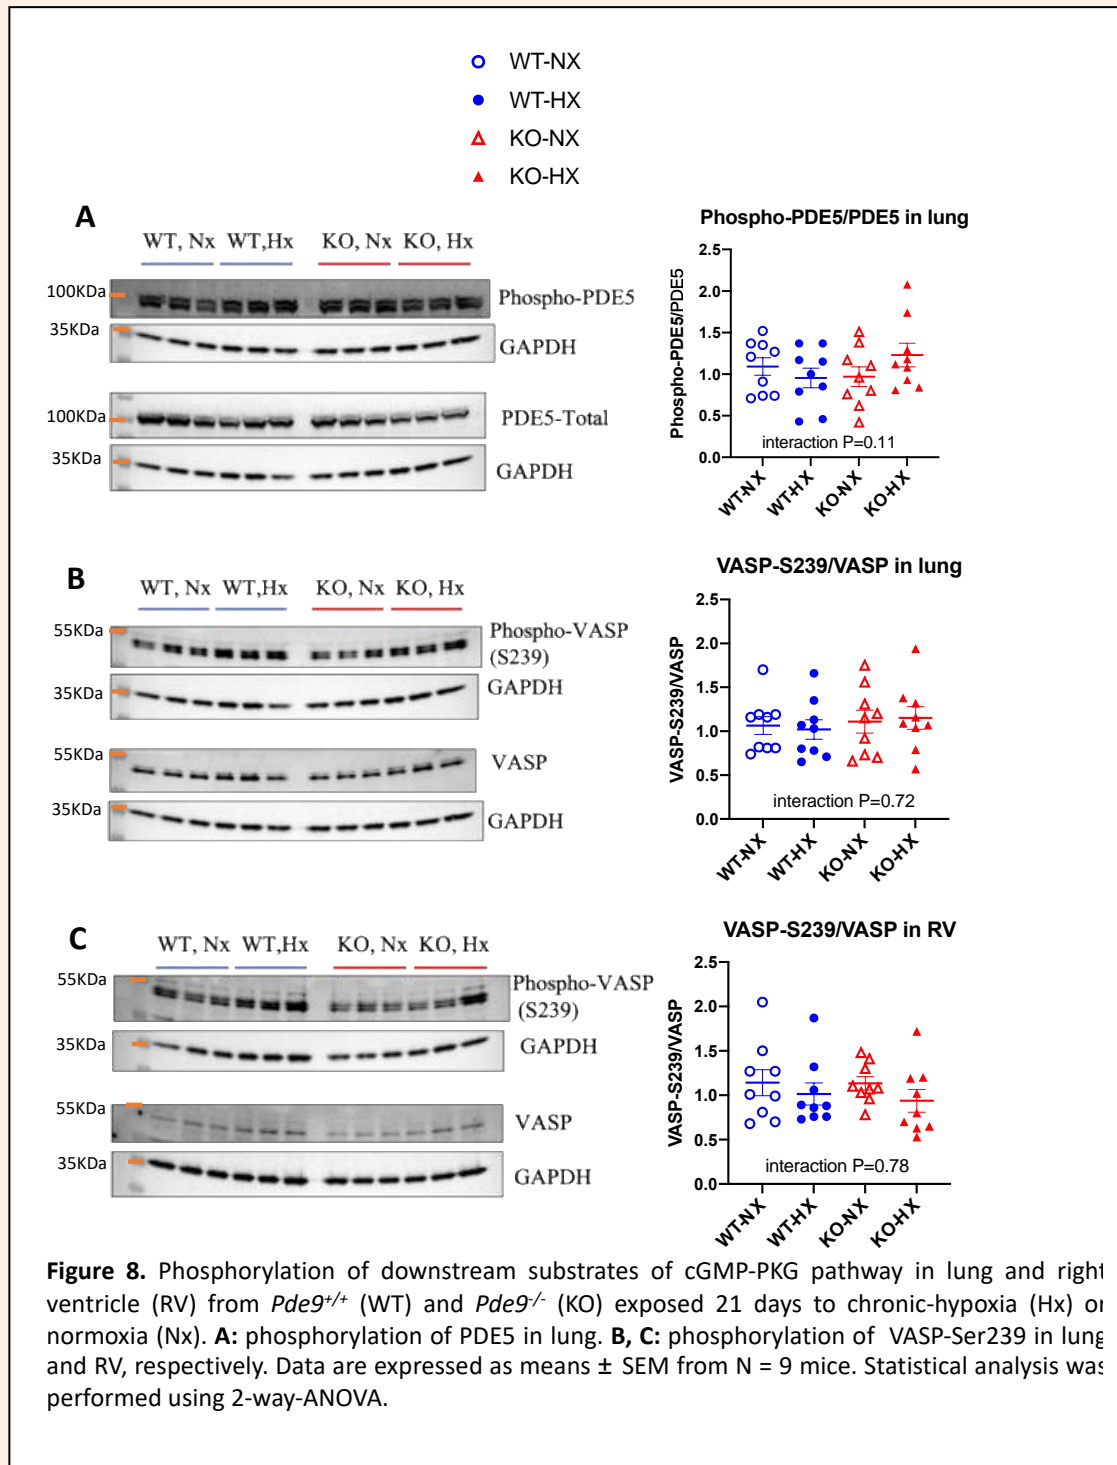 WT-NX
WT-HX
KO-NX
KO-HX
A
WT, Nx WT,Hx KO, Nx KO, Hx
100KDa
Phospho-PDE5
35KDa
GAPDH
100KDa
PDE5-Total
35KDa
GAPDH
Phospho-PDE5/PDE5 in lung
Phospho-PDE5/PDE5
2.5
2.0
1.5
1.0
0.5
0.0
interaction P=0.11
WT-NX
WT-HX
KO-NX
KO-HX
B
WT, Nx WT,Hx KO, Nx KO, Hx
55KDa
Phospho-VASP
(S239)
35KDa
GAPDH
55KDa
VASP
35KDa
GAPDH
VASP-S239/VASP in lung
VASP-S239/VASP
2.5
2.0
1.5
1.0
0.5
0.0
interaction P=0.72
WT-NX
WT-HX
KO-NX
KO-HX
C
WT, Nx WT,Hx KO, Nx KO, Hx
55KDa
Phospho-VASP
(S239)
35KDa
GAPDH
55KDa
VASP
35KDa
GAPDH
VASP-S239/VASP in RV
VASP-S239/VASP
2.5
2.0
1.5
1.0
0.5
0.0
interaction P=0.78
WT-NX
WT-HX
KO-NX
KO-HX
Figure 8. Phosphorylation of downstream substrates of cGMP-PKG pathway in lung and right
ventricle (RV) from Pde9+/+ (WT) and Pde9-/- (KO) exposed 21 days to chronic-hypoxia (Hx) or
normoxia (Nx). A: phosphorylation of PDE5 in lung. B, C: phosphorylation of VASP-Ser239 in lung
and RV, respectively. Data are expressed as means ± SEM from N = 9 mice. Statistical analysis was
performed using 2-way-ANOVA.